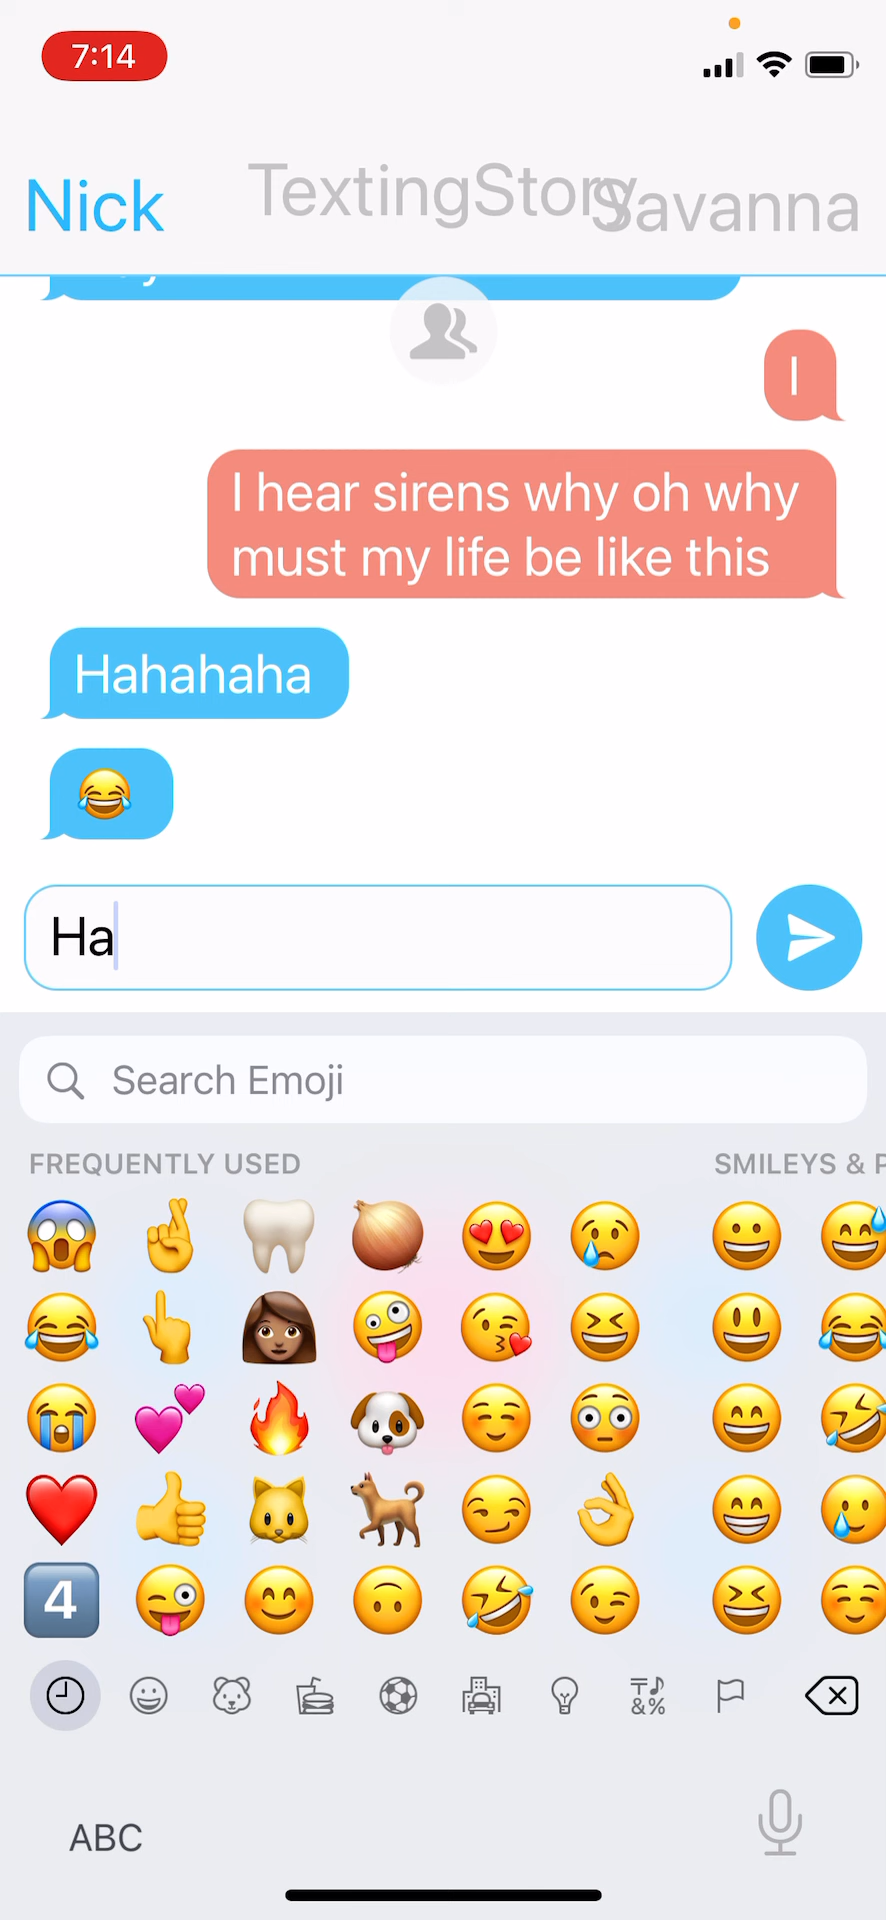 7:14
Nick
TextingStory
Savanna
I
I hear sirens why oh why
must my life be like this
Hahahaha
Ha
Search Emoji
FREQUENTLY USED
SMILEYS & P
4
&%
ABC